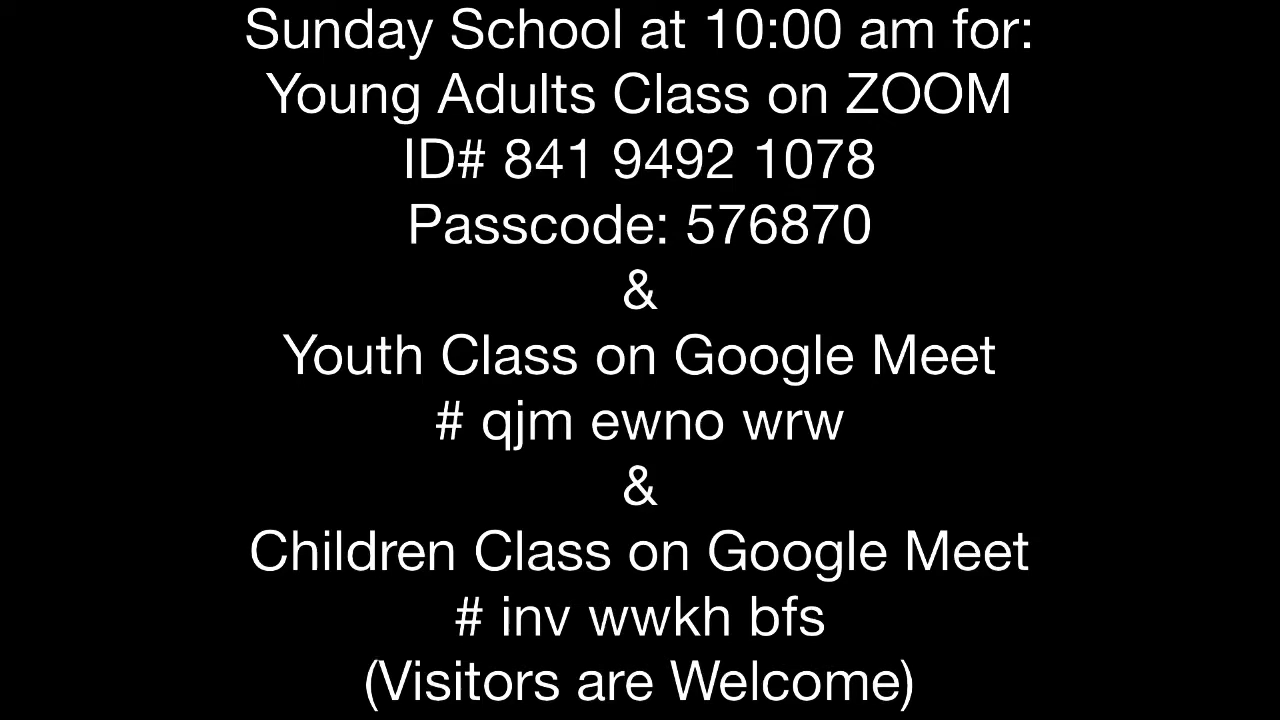 Sunday School at 10:00 am for:
Young Adults Class on ZOOM
ID# 841 9492 1078
Passcode: 576870
&
Youth Class on Google Meet
# qjm ewno wrw
&
Children Class on Google Meet
# inv wwkh bfs
(Visitors are Welcome)